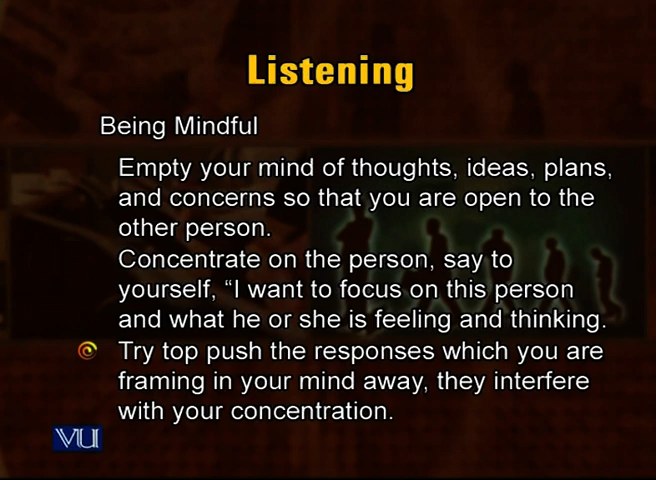 Listening
Being Mindful
Empty your mind of thoughts, ideas, plans,
and concerns so that you are open to the
other person.
Concentrate on the person, say to
yourself, “I want to focus on this person
and what he or she is feeling and thinking.
Try top push the responses which you are
framing in your mind away, they interfere
with your concentration.
VU